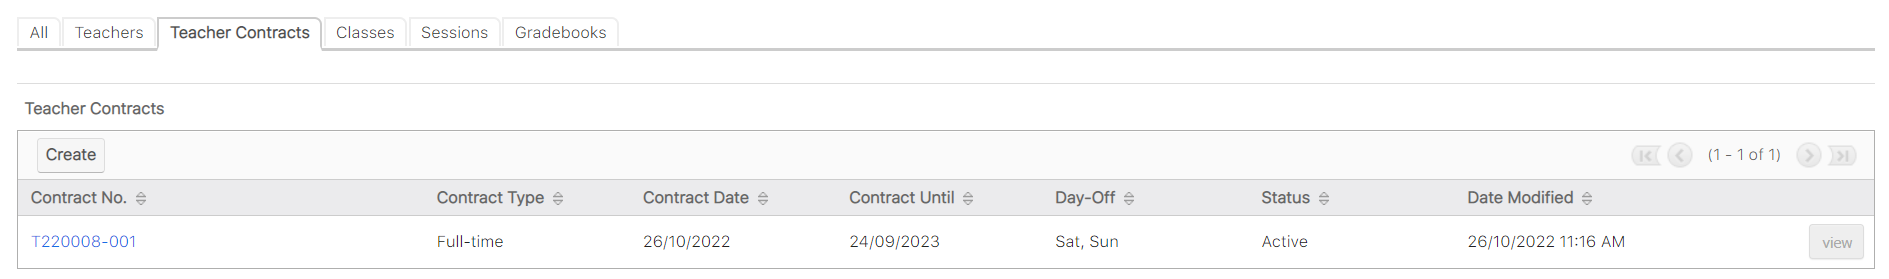 All Teachers Teacher Contracts Classes Sessions Gradebooks
Teacher Contracts
Create (1 - 1 of 1)
Contract No. Contract Type Contract Date Contract Until Day-Off Status Date Modified
T220008-001 Full-time 26/10/2022 24/09/2023 Sat, Sun Active 26/10/2022 11:16 AM view